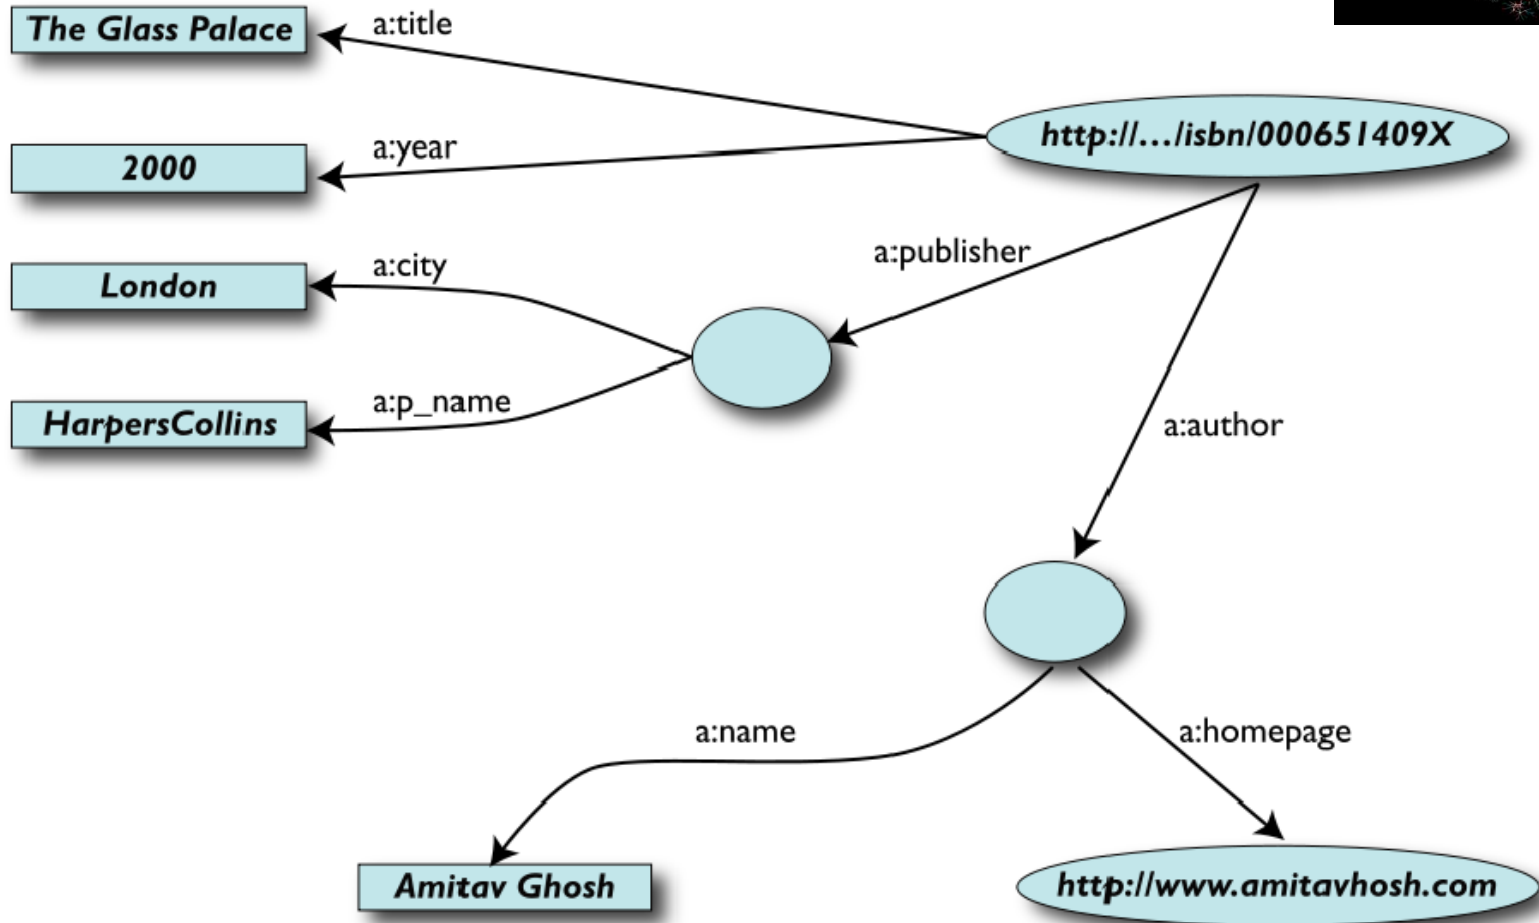 The Glass Palace
a:title
http://…/isbn/000651409X
2000
a:year
a:publisher
London
a:city
HarpersCollins
a:p_name
a:author
a:name
a:homepage
Amitav Ghosh
http://www.amitavhosh.com